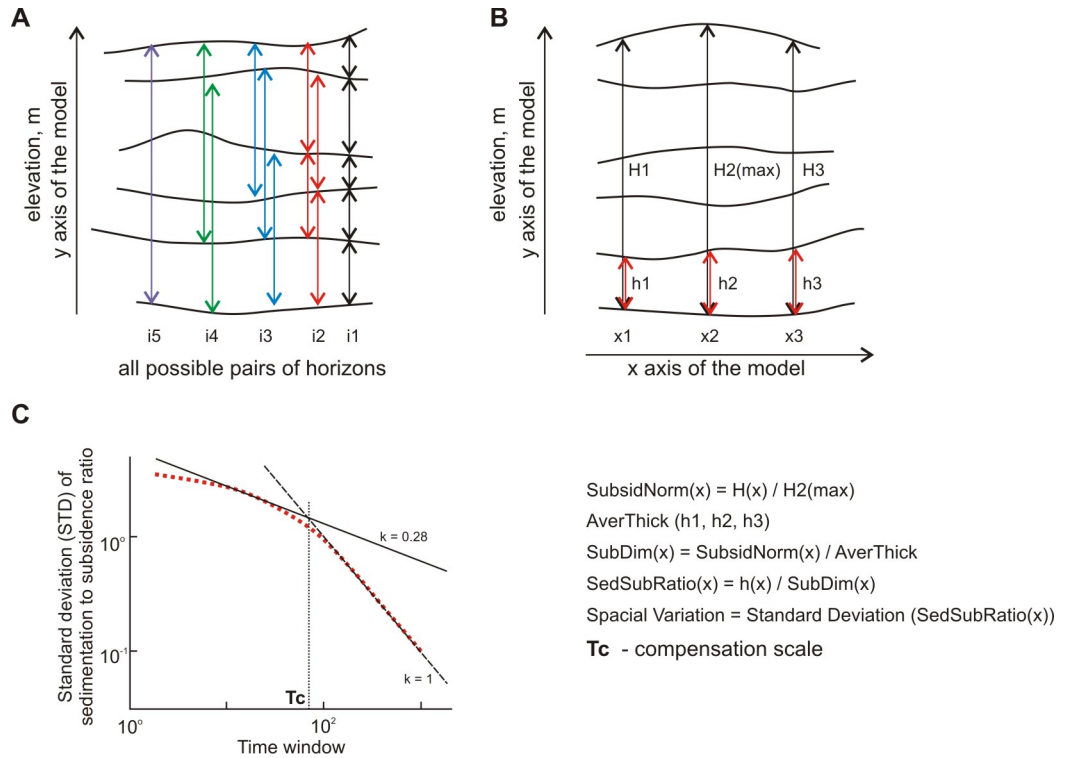 A
elevation, m
y axis of the model
i5 i4 i3 i2 i1
all possible pairs of horizons
B
elevation, m
y axis of the model
H1 H2(max) H3
h1 h2 h3
x1 x2 x3
x axis of the model
C
Standard deviation (STD) of
sedimentation to subsidence ratio
10⁰
10⁻¹
k = 0.28
k = 1
Tc
10⁰ 10²
Time window
SubsidNorm(x) = H(x) / H2(max)
AverThick (h1, h2, h3)
SubDim(x) = SubsidNorm(x) / AverThick
SedSubRatio(x) = h(x) / SubDim(x)
Spacial Variation = Standard Deviation (SedSubRatio(x))
Tc - compensation scale